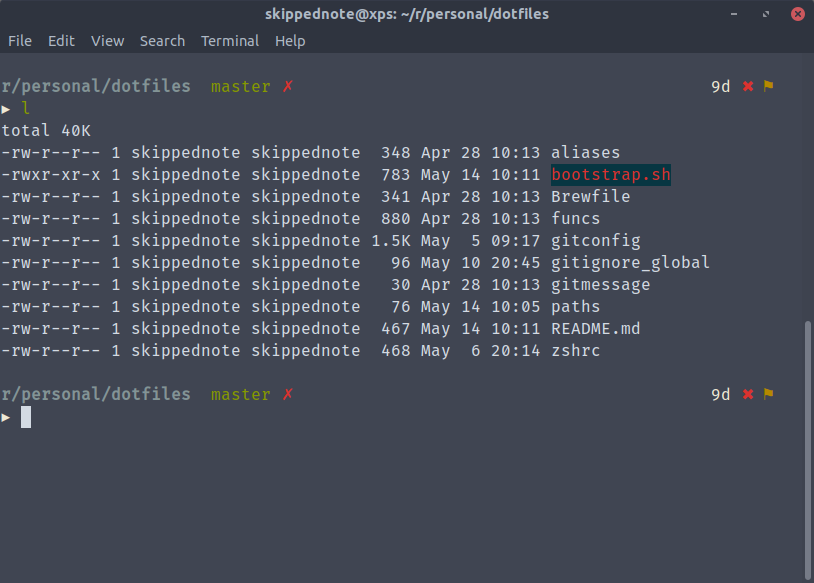 skippednote@xps: ~/r/personal/dotfiles
File Edit View Search Terminal Help
r/personal/dotfiles master ✗ 9d ✖ ⚑
▶ l
total 40K
-rw-r--r-- 1 skippednote skippednote  348 Apr 28 10:13 aliases
-rwxr-xr-x 1 skippednote skippednote  783 May 14 10:11 bootstrap.sh
-rw-r--r-- 1 skippednote skippednote  341 Apr 28 10:13 Brewfile
-rw-r--r-- 1 skippednote skippednote  880 Apr 28 10:13 funcs
-rw-r--r-- 1 skippednote skippednote 1.5K May  5 09:17 gitconfig
-rw-r--r-- 1 skippednote skippednote   96 May 10 20:45 gitignore_global
-rw-r--r-- 1 skippednote skippednote   30 Apr 28 10:13 gitmessage
-rw-r--r-- 1 skippednote skippednote   76 May 14 10:05 paths
-rw-r--r-- 1 skippednote skippednote  467 May 14 10:11 README.md
-rw-r--r-- 1 skippednote skippednote  468 May  6 20:14 zshrc
r/personal/dotfiles master ✗ 9d ✖ ⚑
▶